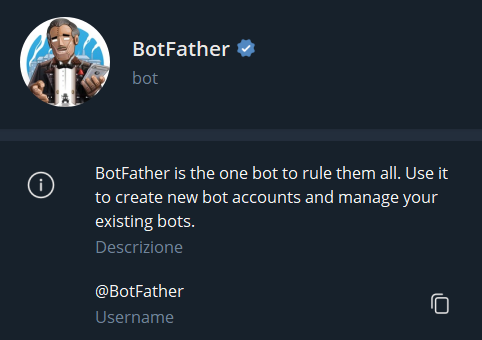 BotFather
bot
BotFather is the one bot to rule them all. Use it
to create new bot accounts and manage your
existing bots.
Descrizione
@BotFather
Username